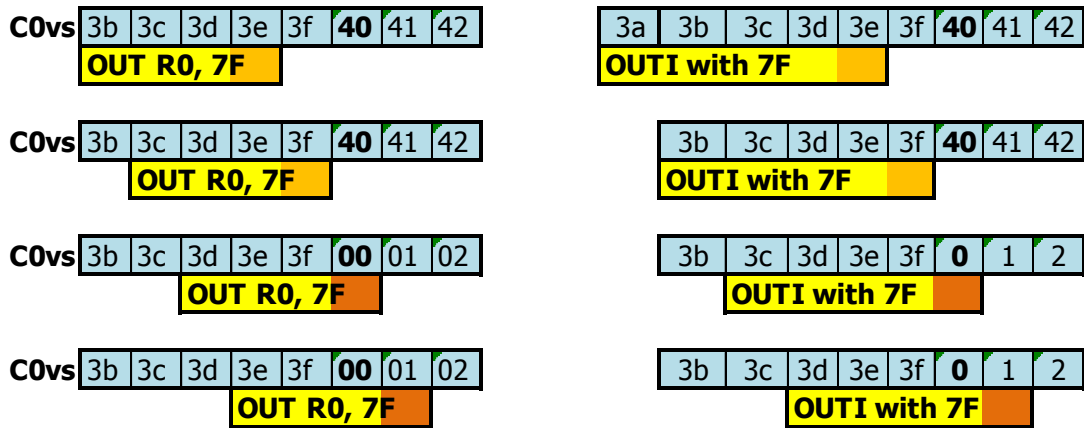 C0vs 3b 3c 3d 3e 3f 40 41 42 3a 3b 3c 3d 3e 3f 40 41 42
OUT R0, 7F OUTI with 7F
C0vs 3b 3c 3d 3e 3f 40 41 42 3b 3c 3d 3e 3f 40 41 42
OUT R0, 7F OUTI with 7F
C0vs 3b 3c 3d 3e 3f 00 01 02 3b 3c 3d 3e 3f 0 1 2
OUT R0, 7F OUTI with 7F
C0vs 3b 3c 3d 3e 3f 00 01 02 3b 3c 3d 3e 3f 0 1 2
OUT R0, 7F OUTI with 7F